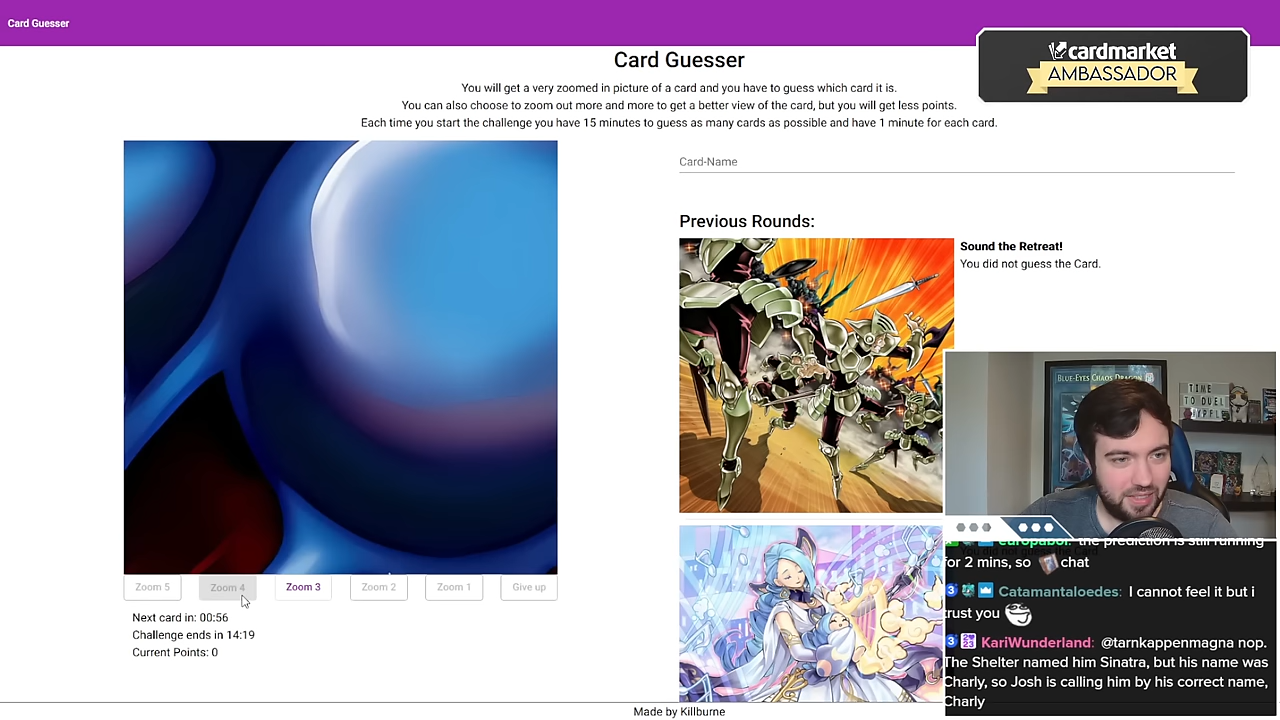 Card Guesser
cardmarket
AMBASSADOR
Card Guesser
You will get a very zoomed in picture of a card and you have to guess which card it is.
You can also choose to zoom out more and more to get a better view of the card, but you will get less points.
Each time you start the challenge you have 15 minutes to guess as many cards as possible and have 1 minute for each card.
Card-Name
Previous Rounds:
Sound the Retreat!
You did not guess the Card.
BLUE-EYES CHAOS DRAGON
TIME
TO DUEL
Zoom 5
Zoom 4
Zoom 3
Zoom 2
Zoom 1
Give up
Next card in: 00:56
Challenge ends in 14:19
Current Points: 0
europaboi: the prediction is still running
for 2 mins, so chat
Catamantaloedes: I cannot feel it but i
trust you
KariWunderland: @tarnkappenmagna nop.
The Shelter named him Sinatra, but his name was
Charly, so Josh is calling him by his correct name,
Charly
Made by Killburne